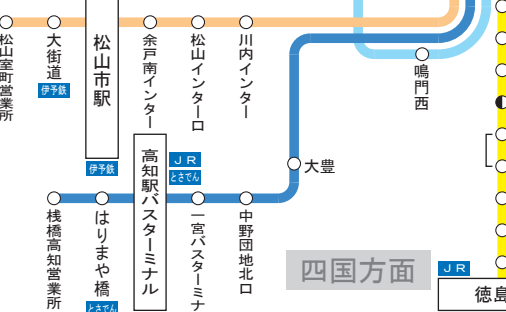 松山室町営業所
大街道
伊予鉄
松山市駅
伊予鉄
余戸南インター
松山インター口
川内インター
鳴門西
高知駅バスターミナル
JR
とさでん
大豊
桟橋高知営業所
はりまや橋
とさでん
一宮バスターミナ
中野団地北口
四国方面
JR
徳島